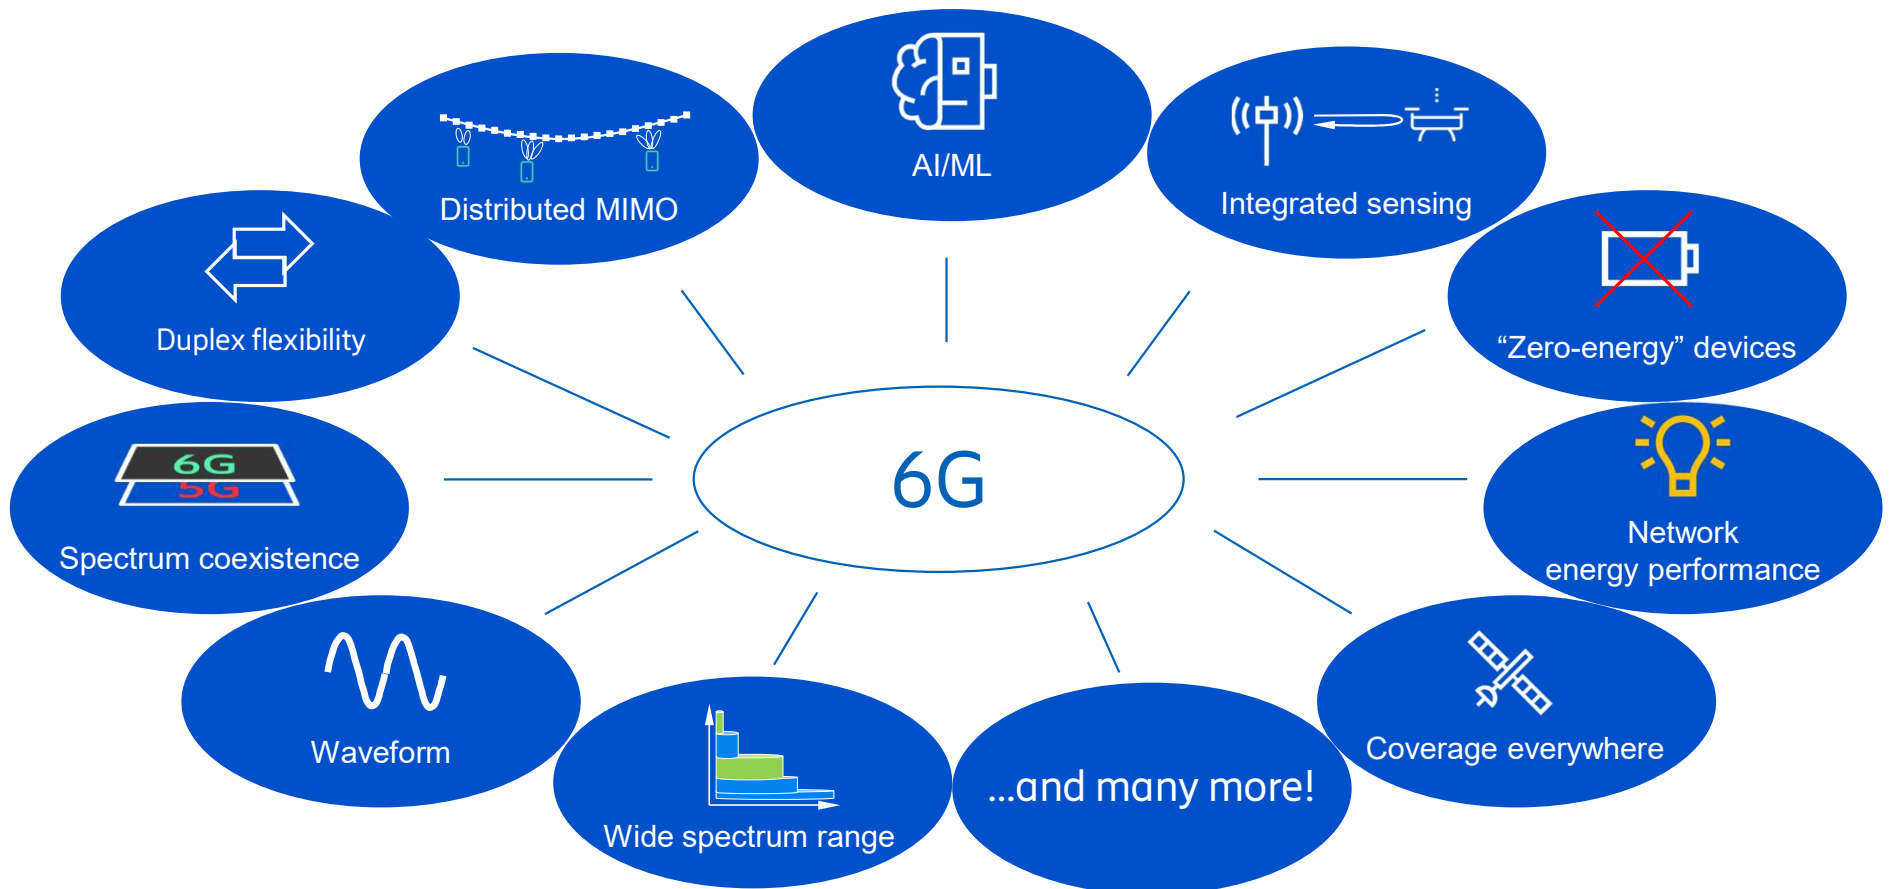 AI/ML
Distributed MIMO
Integrated sensing
Duplex flexibility
“Zero-energy” devices
6G
5G
Spectrum coexistence
6G
Network
energy performance
Waveform
Coverage everywhere
Wide spectrum range
...and many more!